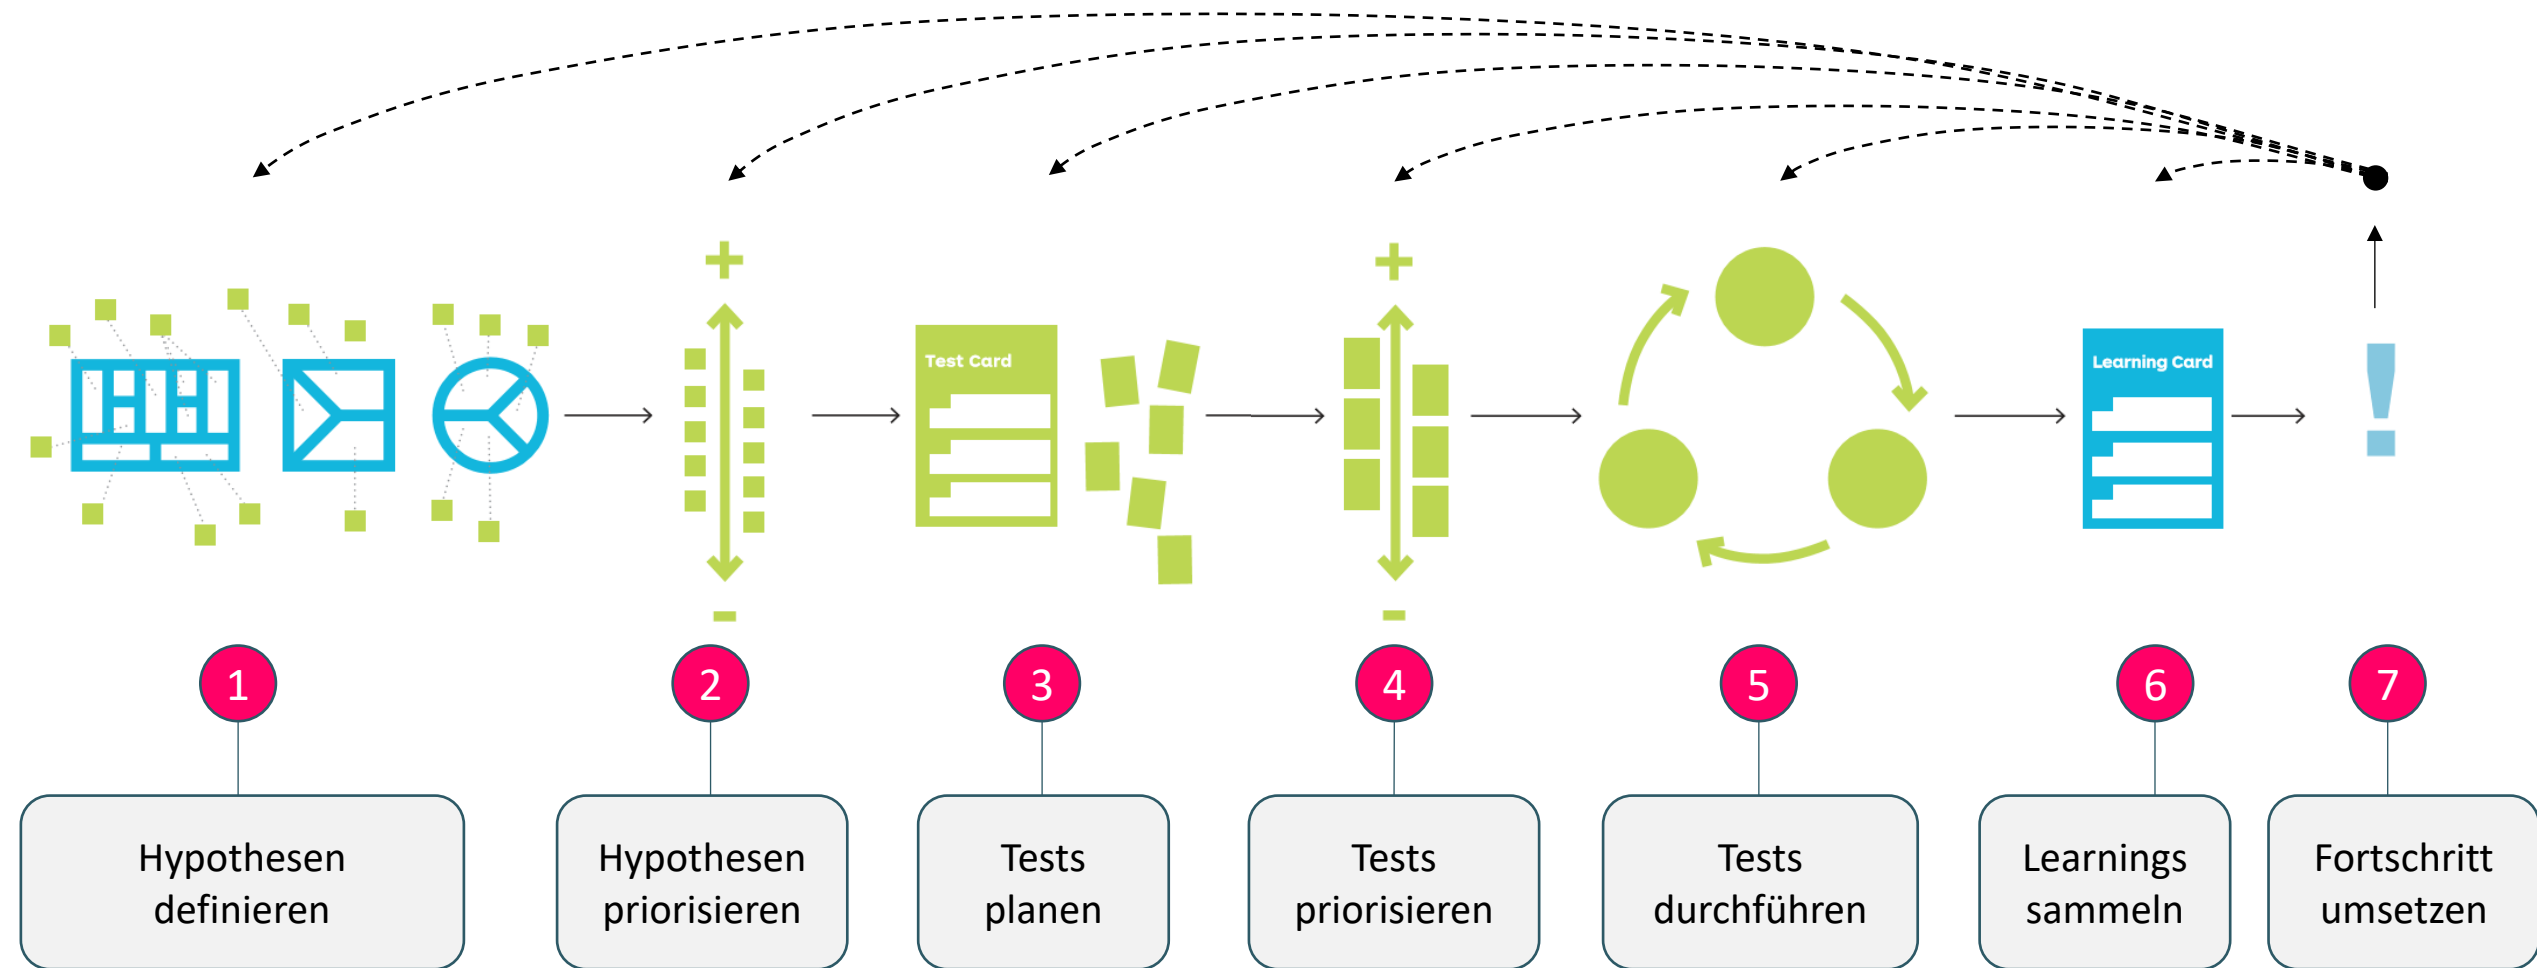 Test Card
Learning Card
1
2
3
4
5
6
7
Hypothesen
definieren
Hypothesen
priorisieren
Tests
planen
Tests
priorisieren
Tests
durchführen
Learnings
sammeln
Fortschritt
umsetzen